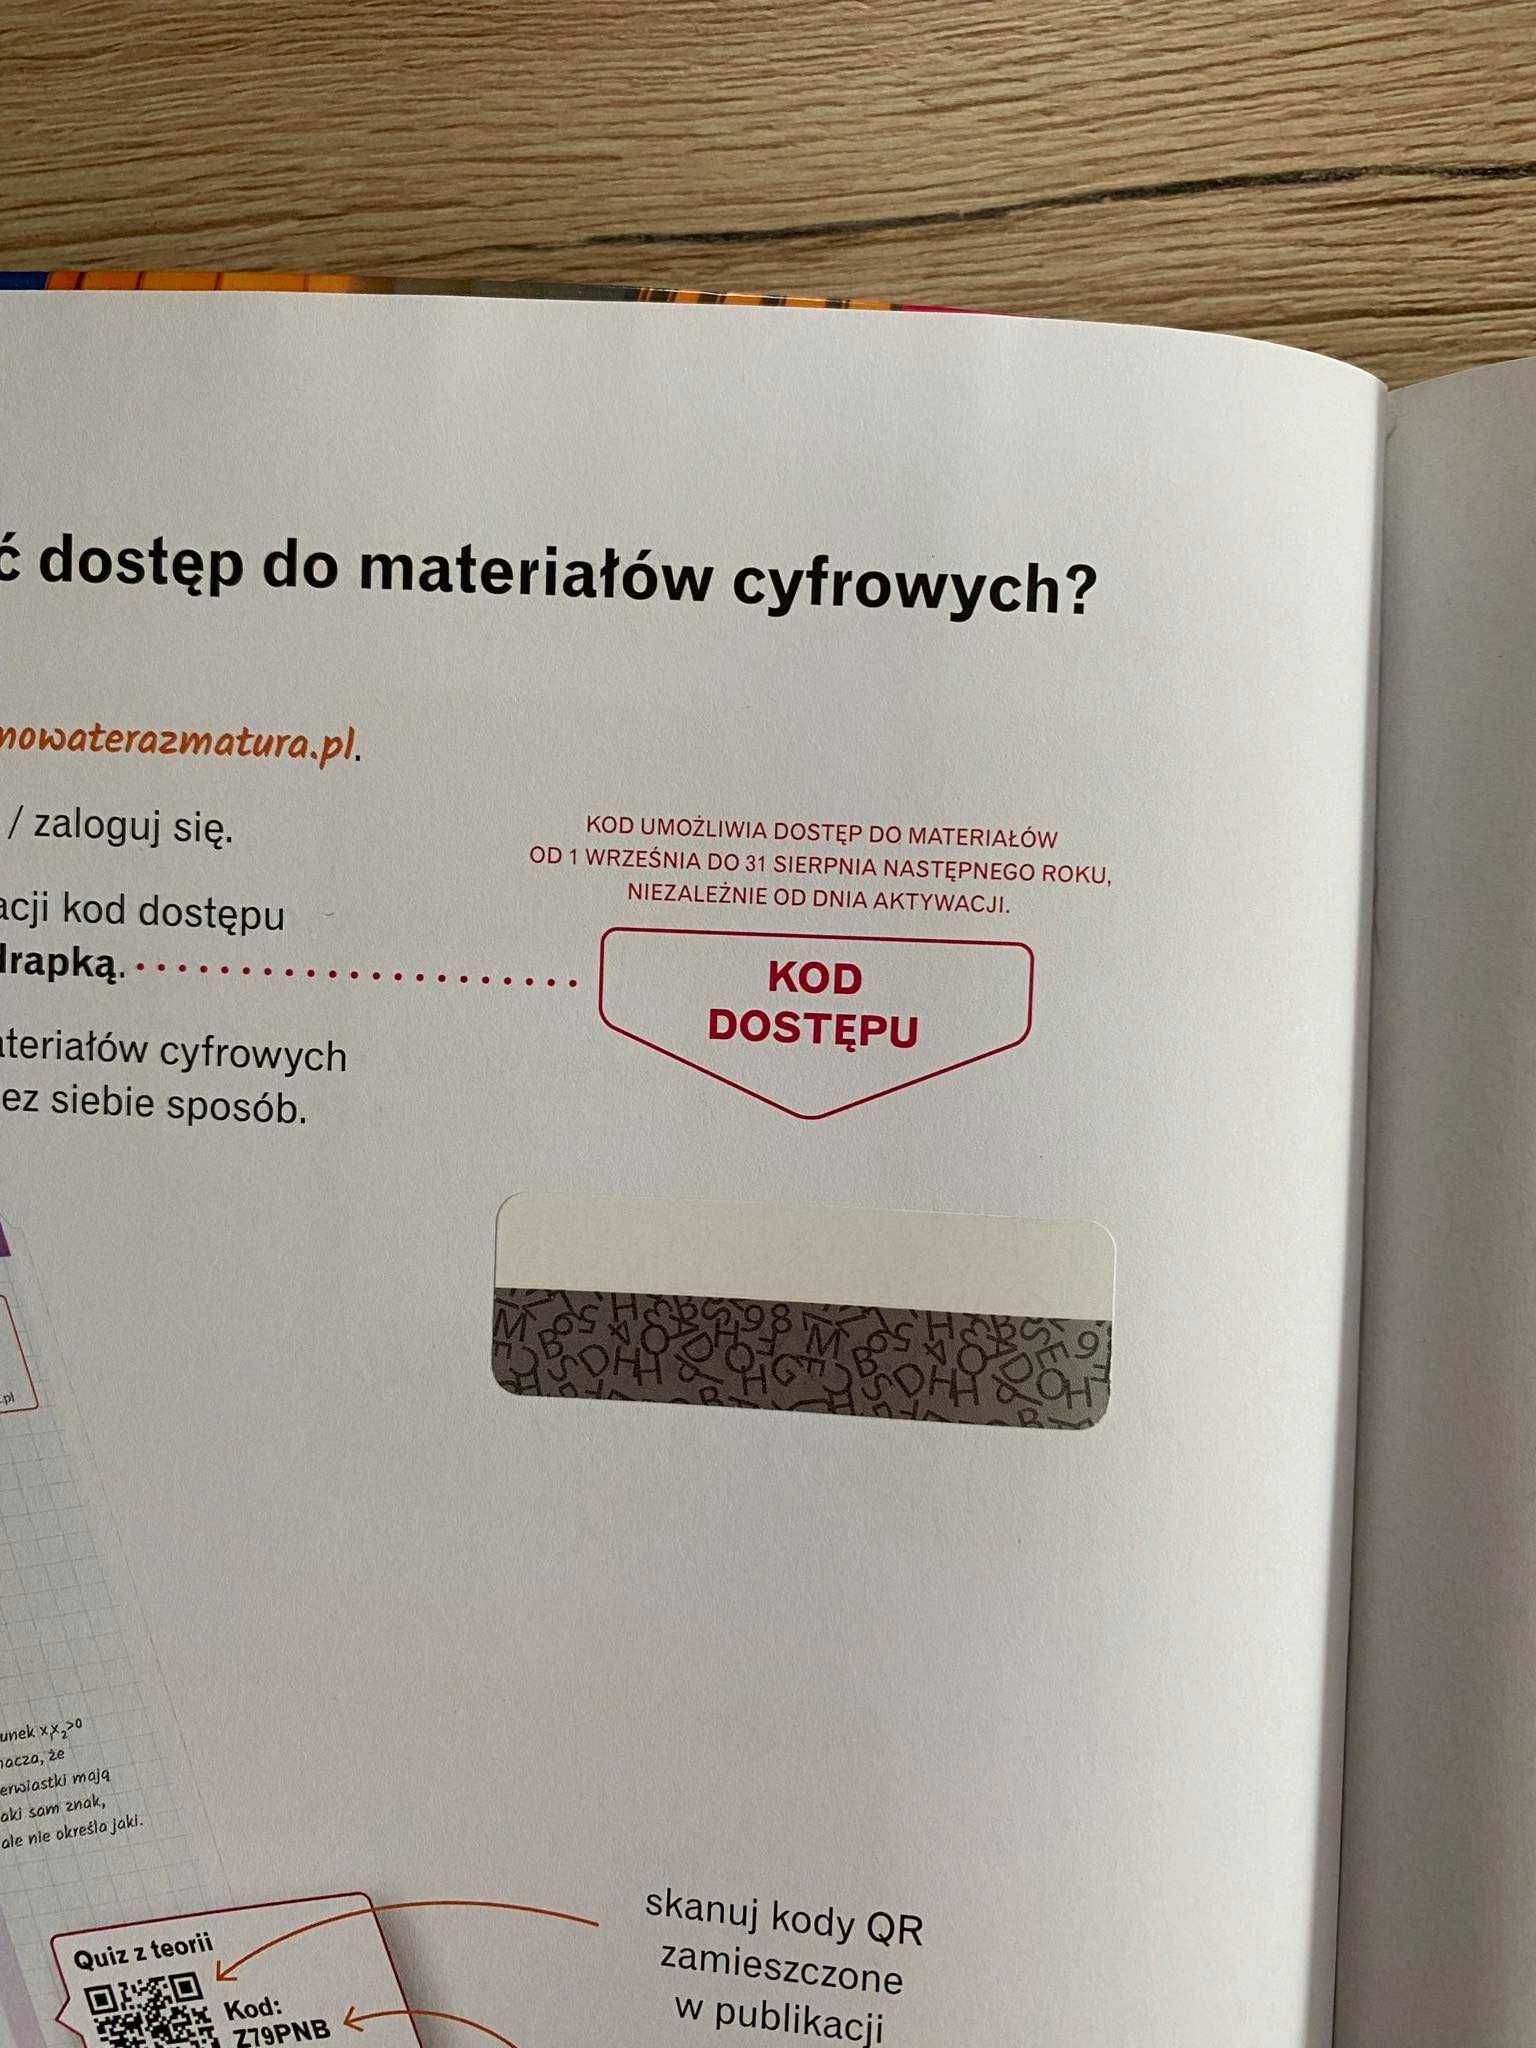 ć dostęp do materiałów cyfrowych?
nowaterazmatura.pl.
/ zaloguj się.
acji kod dostępu
drapką.
ateriałów cyfrowych
ez siebie sposób.
KOD UMOŻLIWIA DOSTĘP DO MATERIAŁÓW
OD 1 WRZEŚNIA DO 31 SIERPNIA NASTĘPNEGO ROKU,
NIEZALEŻNIE OD DNIA AKTYWACJI.
KOD
DOSTĘPU
.pl
unek x₁x₂>0
nacza, że
erwiastki mają
aki sam znak,
ale nie określa jaki.
Quiz z teorii
Kod:
Z79PNB
skanuj kody QR
zamieszczone
w publikacji